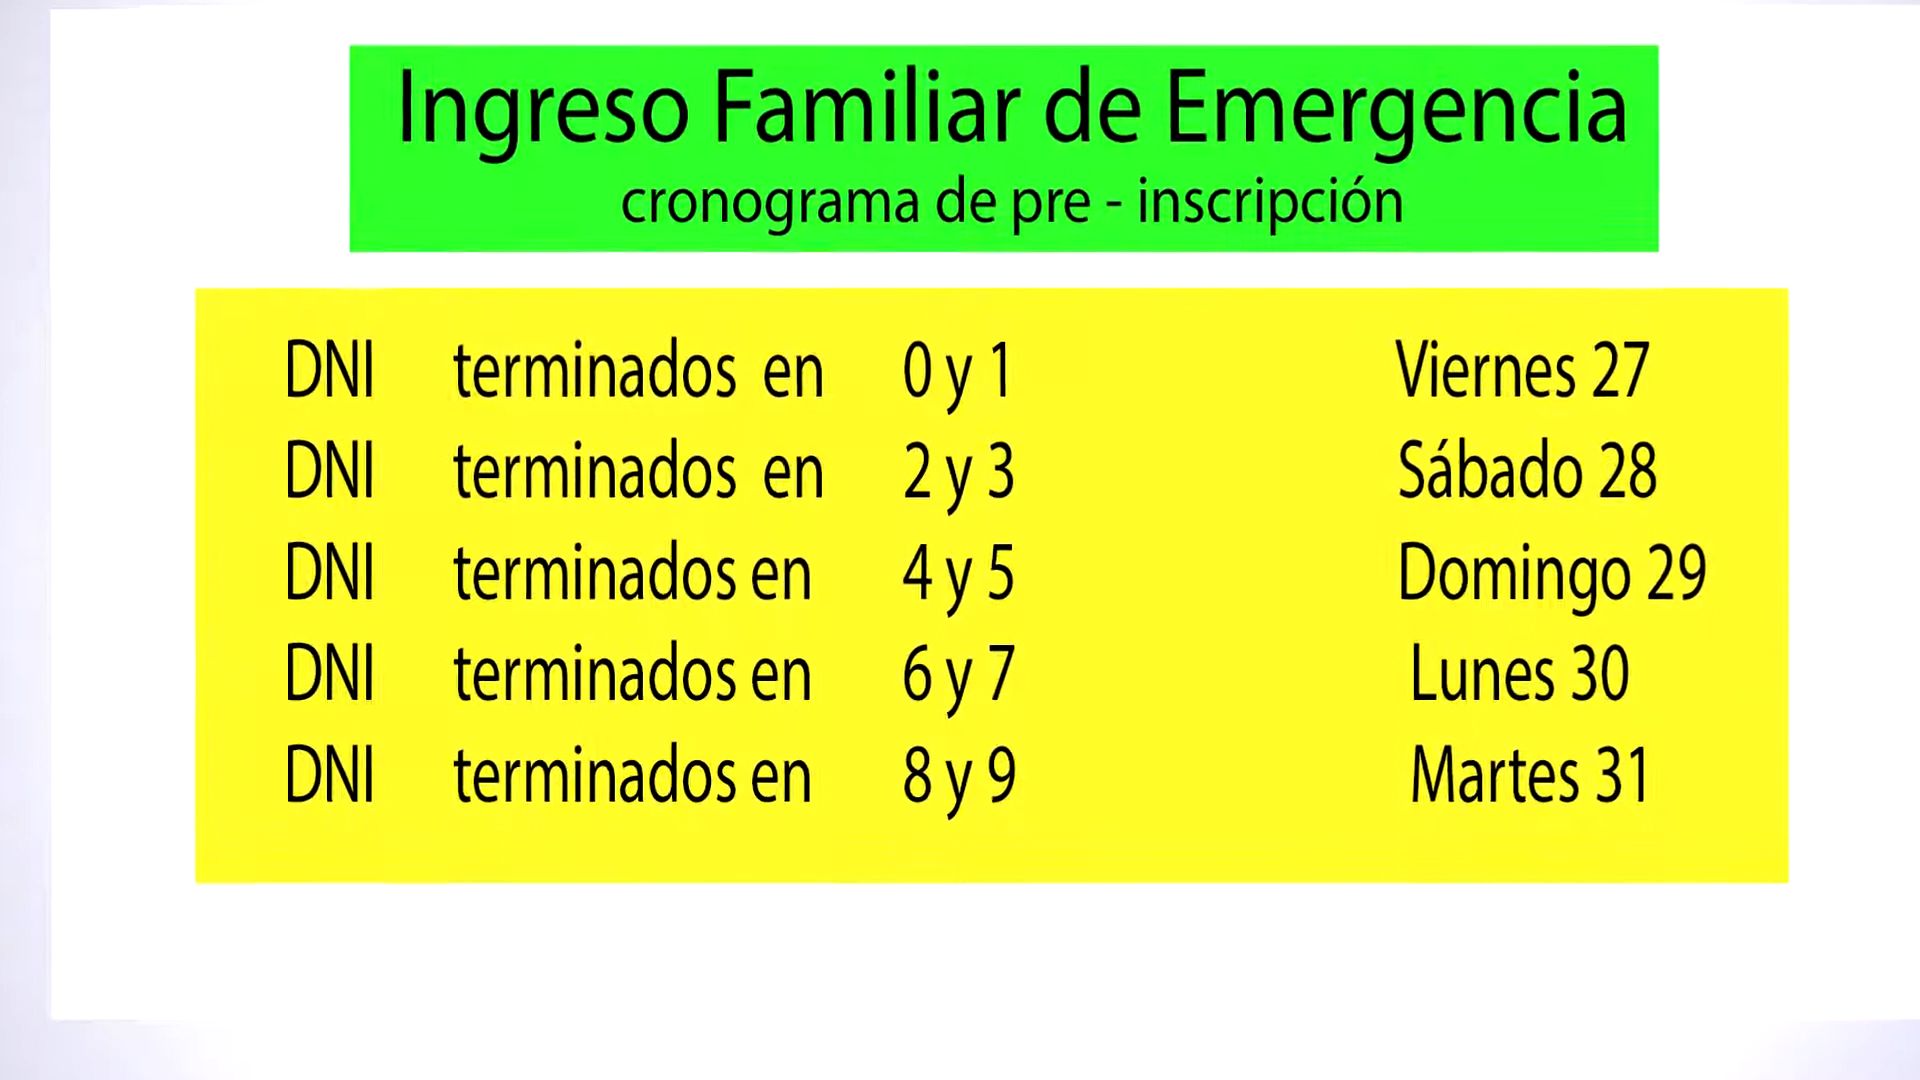 Ingreso Familiar de Emergencia
cronograma de pre - inscripción
DNI terminados en 0 y 1 Viernes 27
DNI terminados en 2 y 3 Sábado 28
DNI terminados en 4 y 5 Domingo 29
DNI terminados en 6 y 7 Lunes 30
DNI terminados en 8 y 9 Martes 31